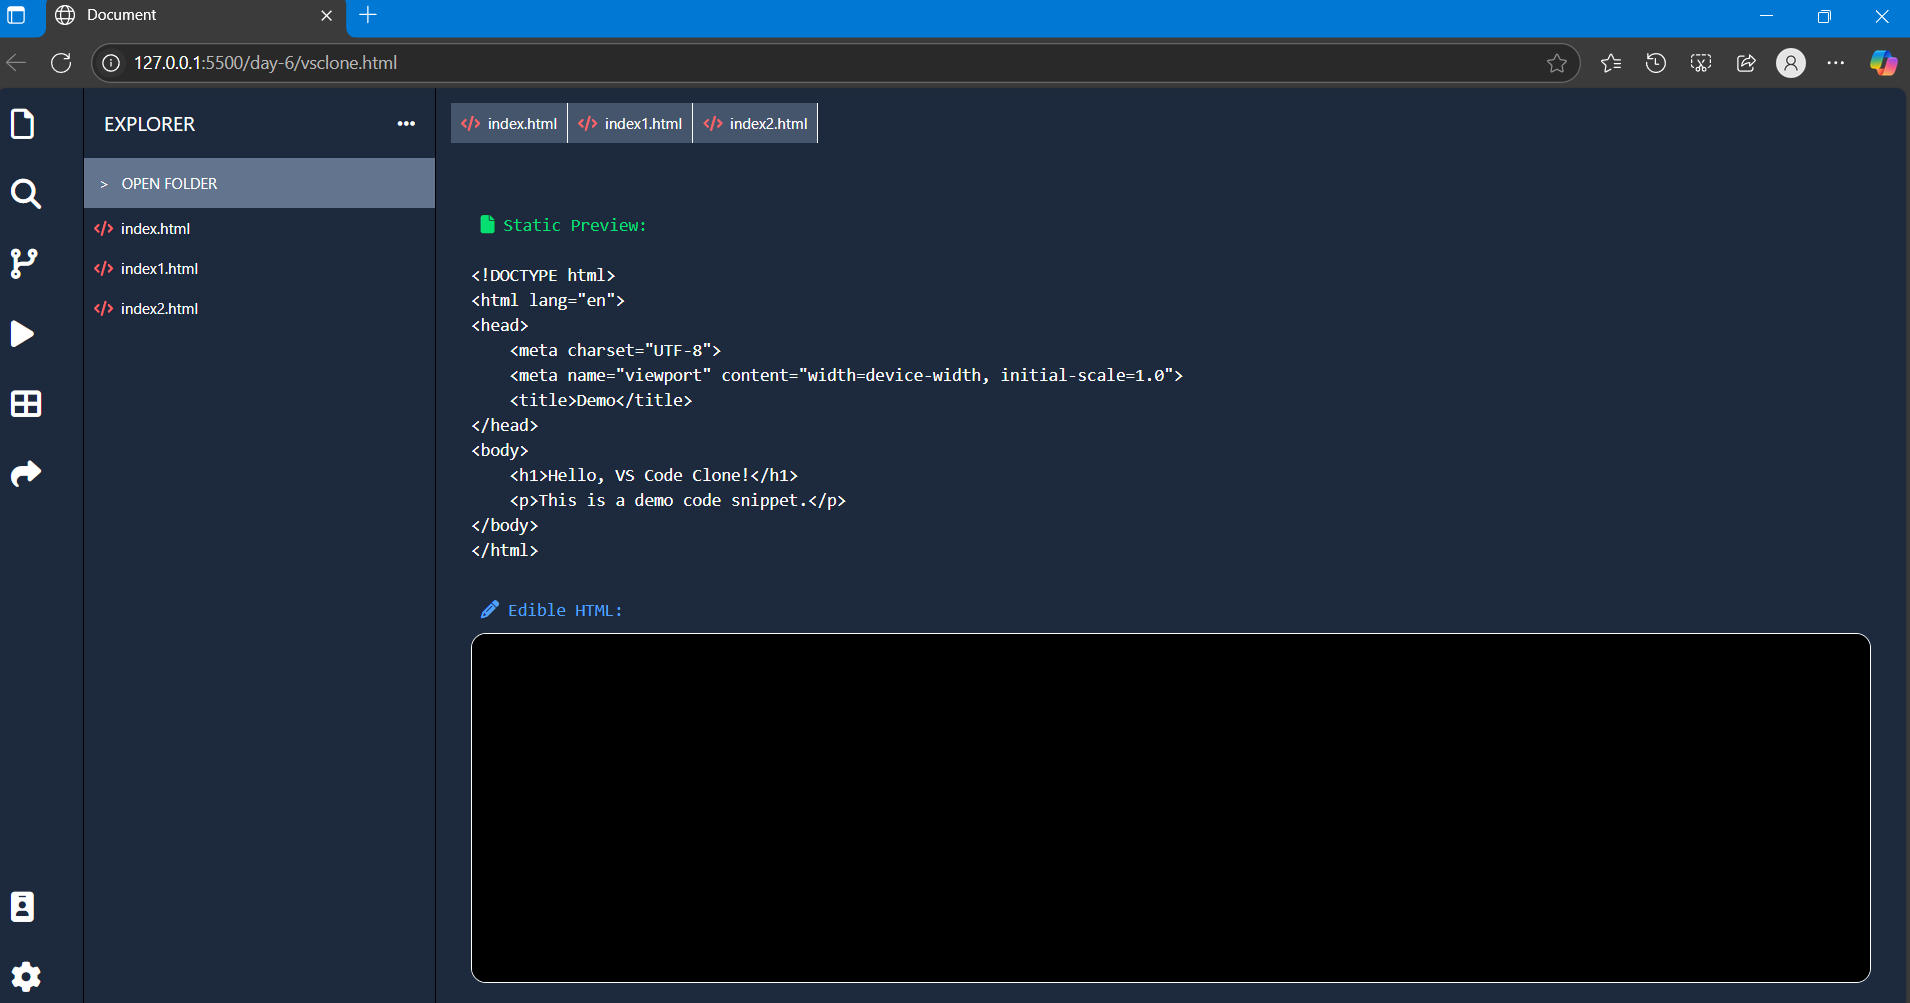 Document
127.0.0.1:5500/day-6/vsclone.html
EXPLORER
> OPEN FOLDER
</> index.html
</> index1.html
</> index2.html
</> index.html </> index1.html </> index2.html
Static Preview:
<!DOCTYPE html>
<html lang="en">
<head>
    <meta charset="UTF-8">
    <meta name="viewport" content="width=device-width, initial-scale=1.0">
    <title>Demo</title>
</head>
<body>
    <h1>Hello, VS Code Clone!</h1>
    <p>This is a demo code snippet.</p>
</body>
</html>
Edible HTML: